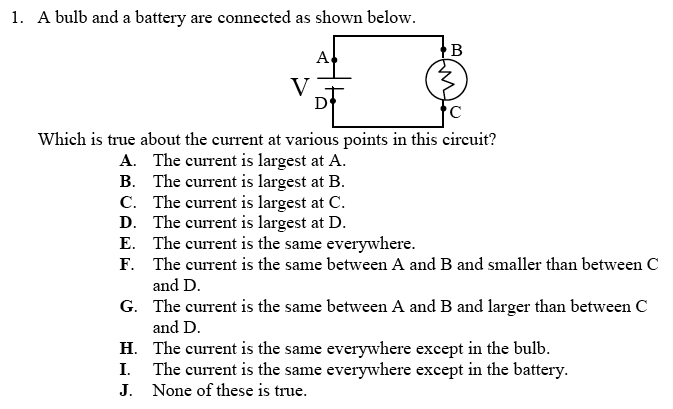 1. A bulb and a battery are connected as shown below.
A
B
V
D
C
Which is true about the current at various points in this circuit?
A. The current is largest at A.
B. The current is largest at B.
C. The current is largest at C.
D. The current is largest at D.
E. The current is the same everywhere.
F. The current is the same between A and B and smaller than between C
and D.
G. The current is the same between A and B and larger than between C
and D.
H. The current is the same everywhere except in the bulb.
I. The current is the same everywhere except in the battery.
J. None of these is true.